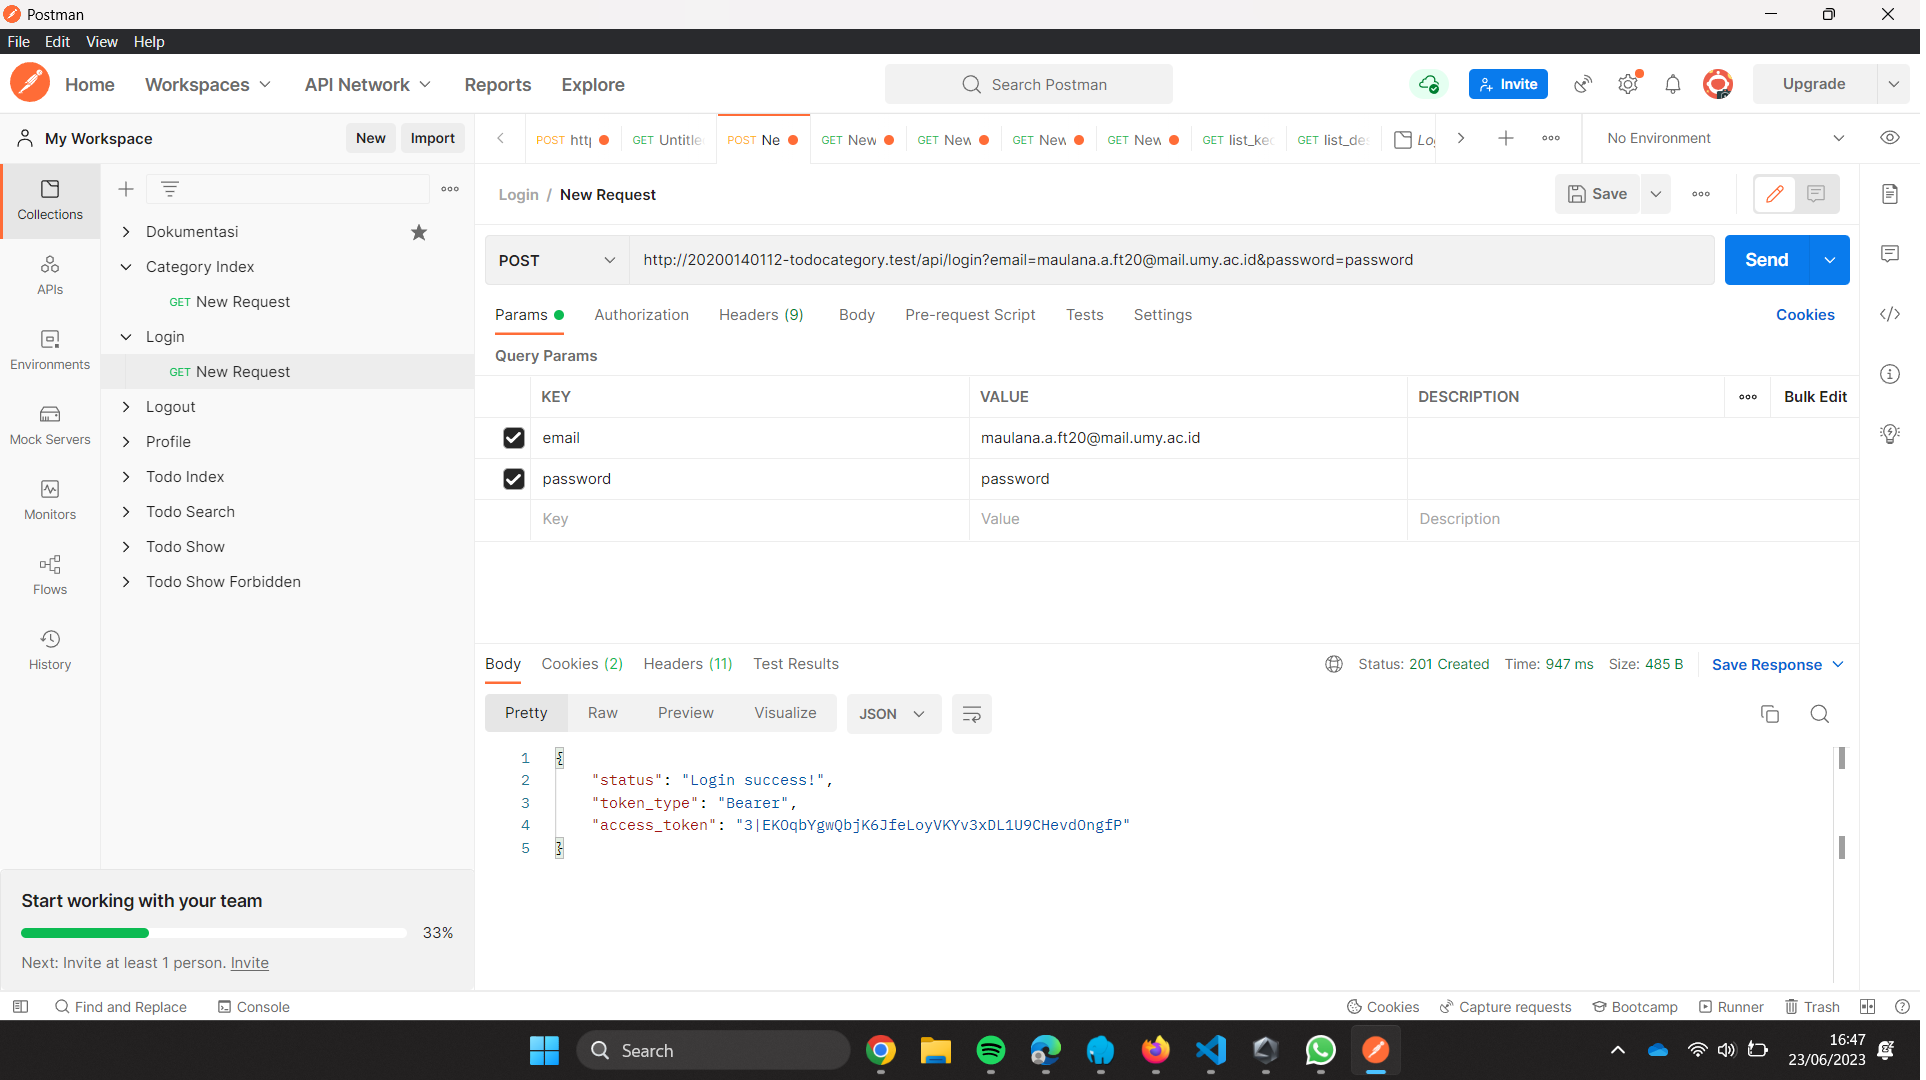 Postman
File Edit View Help
Home Workspaces API Network Reports Explore Search Postman Invite Upgrade
My Workspace New Import POST GET POST Ne GET New GET GET GET GET GET No Environment
Collections
APIs
Environments
Mock Servers
Monitors
Flows
History
Dokumentasi
Category Index
GET New Request
Login
GET New Request
Logout
Profile
Todo Index
Todo Search
Todo Show
Todo Show Forbidden
Login / New Request Save
POST http://20200140112-todocategory.test/api/login?email=maulana.a.ft20@mail.umy.ac.id&password=password Send
Params Authorization Headers (9) Body Pre-request Script Tests Settings Cookies
Query Params
KEY VALUE DESCRIPTION Bulk Edit
email maulana.a.ft20@mail.umy.ac.id
password password
Key Value Description
Body Cookies (2) Headers (11) Test Results Status: 201 Created Time: 947 ms Size: 485 B Save Response
Pretty Raw Preview Visualize JSON
1 {
2 "status": "Login success!",
3 "token_type": "Bearer",
4 "access_token": "3|EKOqbYgwQbjK6JfeLoyVKYv3xDL1U9CHevdOngfP"
5 }
Start working with your team
33%
Next: Invite at least 1 person. Invite
Find and Replace Console Cookies Capture requests Bootcamp Runner Trash
Search
16:47
23/06/2023